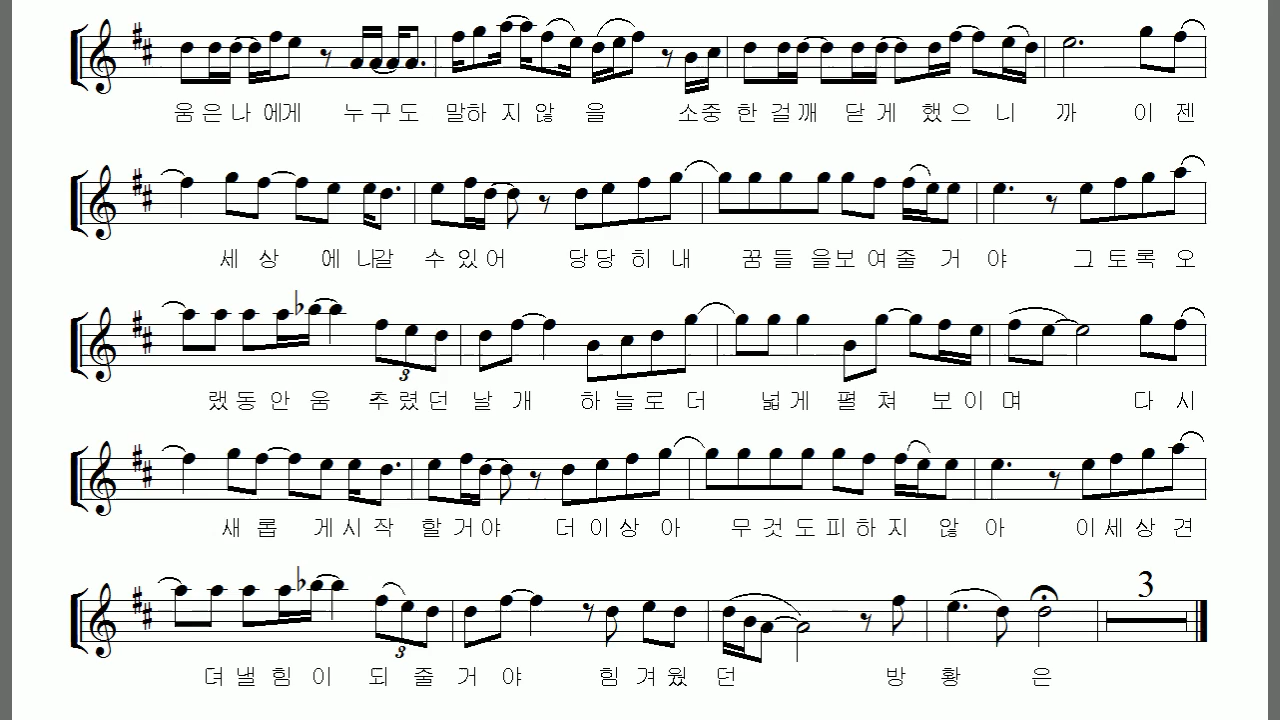 움은나에게 누구도 말하지않을 소중한걸깨닫게했으니까 이젠
세상에나갈수있어 당당히내꿈들을보여줄거야 그토록오
랬동안움추렸던날개 하늘로더넓게펼쳐보이며 다시
3
새롭게시작할거야 더이상아무것도피하지않아 이세상견
3
뎌낼힘이되줄거야 힘겨웠던 방황은
3